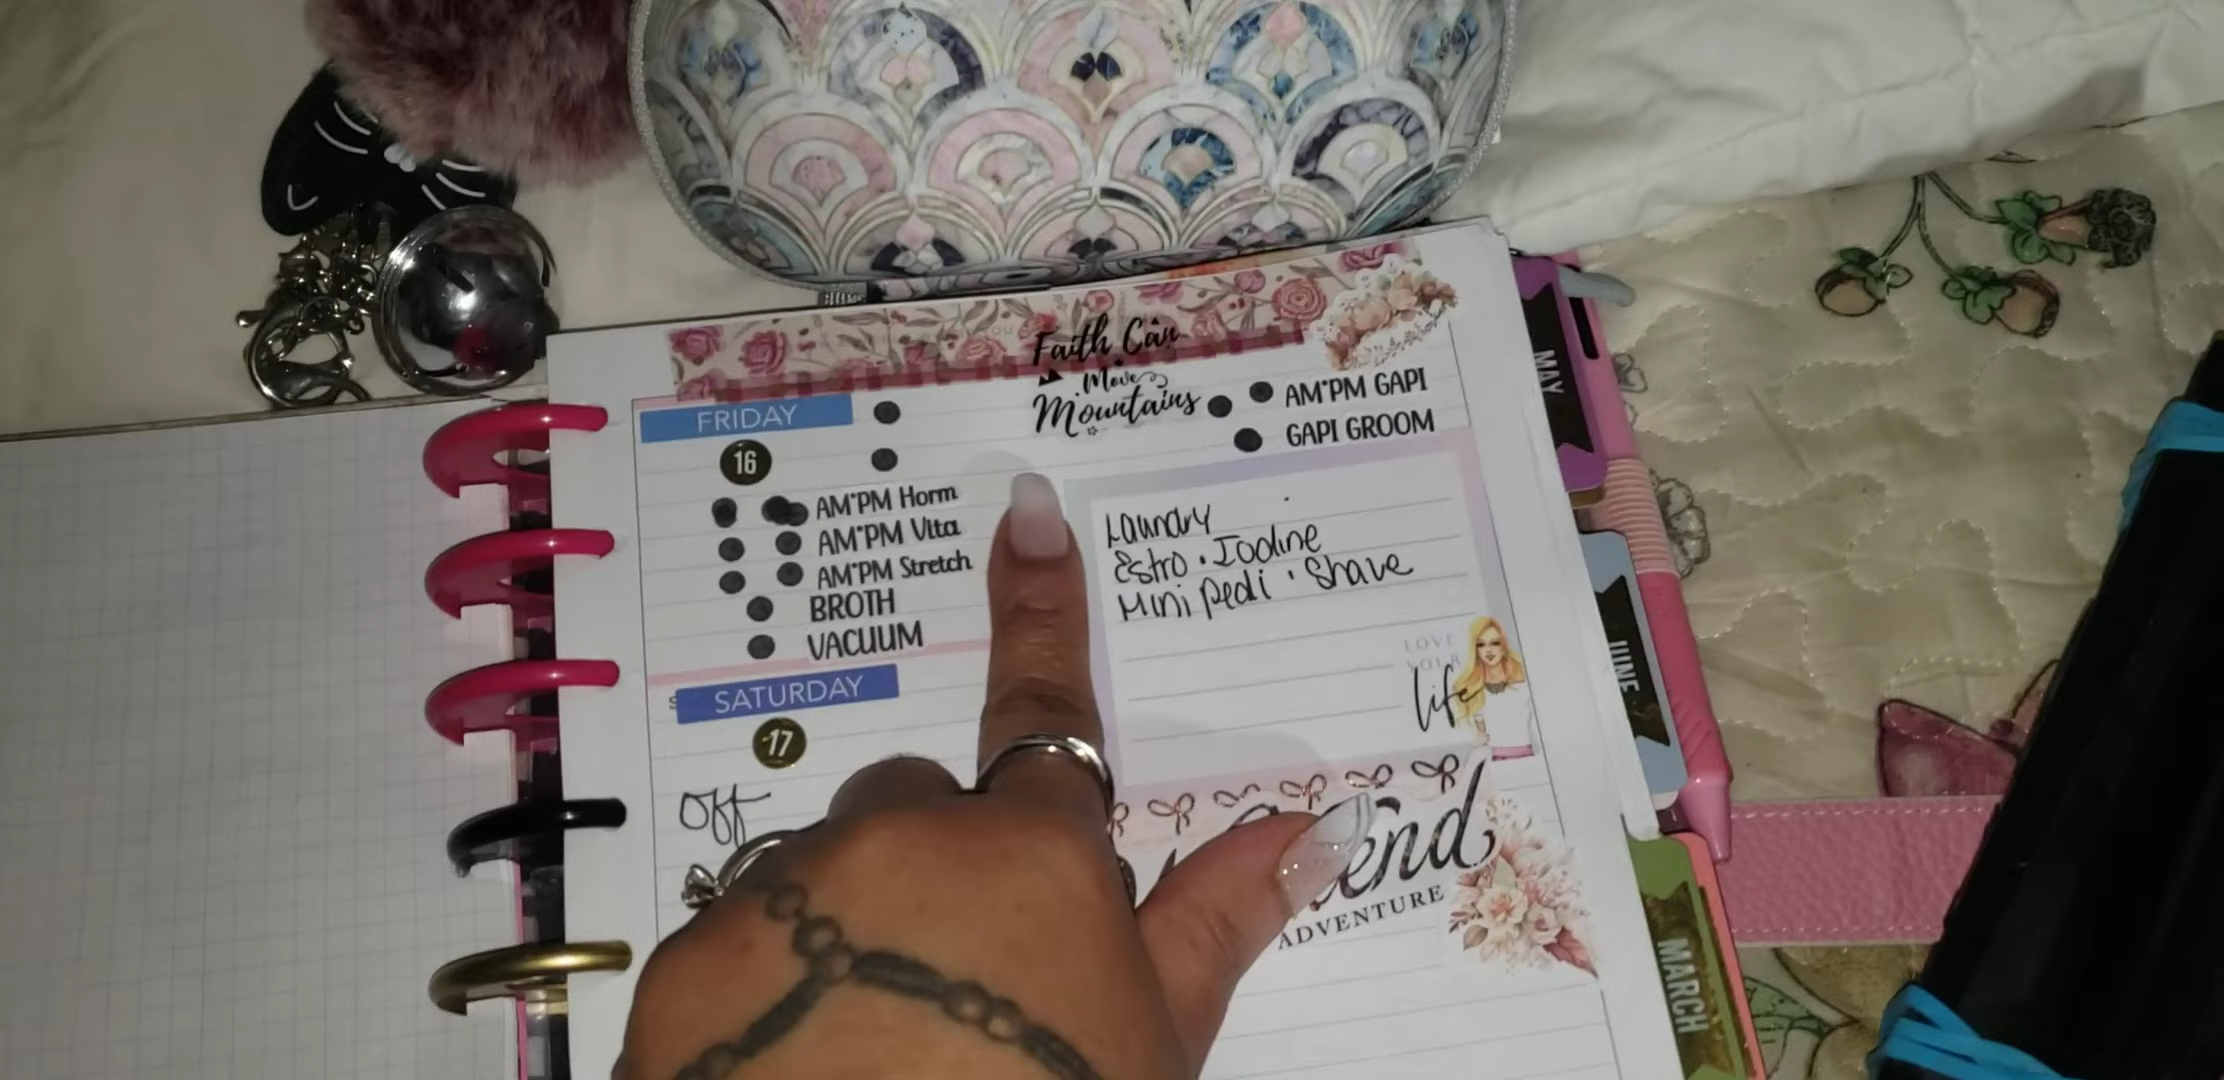 Faith Can
Move
Mountains
FRIDAY
16
AM•PM GAPI
GAPI GROOM
AM•PM Horm
AM•PM Vita
AM•PM Stretch
BROTH
VACUUM
Laundry
Estro • Iodine
Mini pedi • Shave
LOVE
YOUR
life
SATURDAY
17
Off
ADVENTURE
MAY
JUNE
MARCH